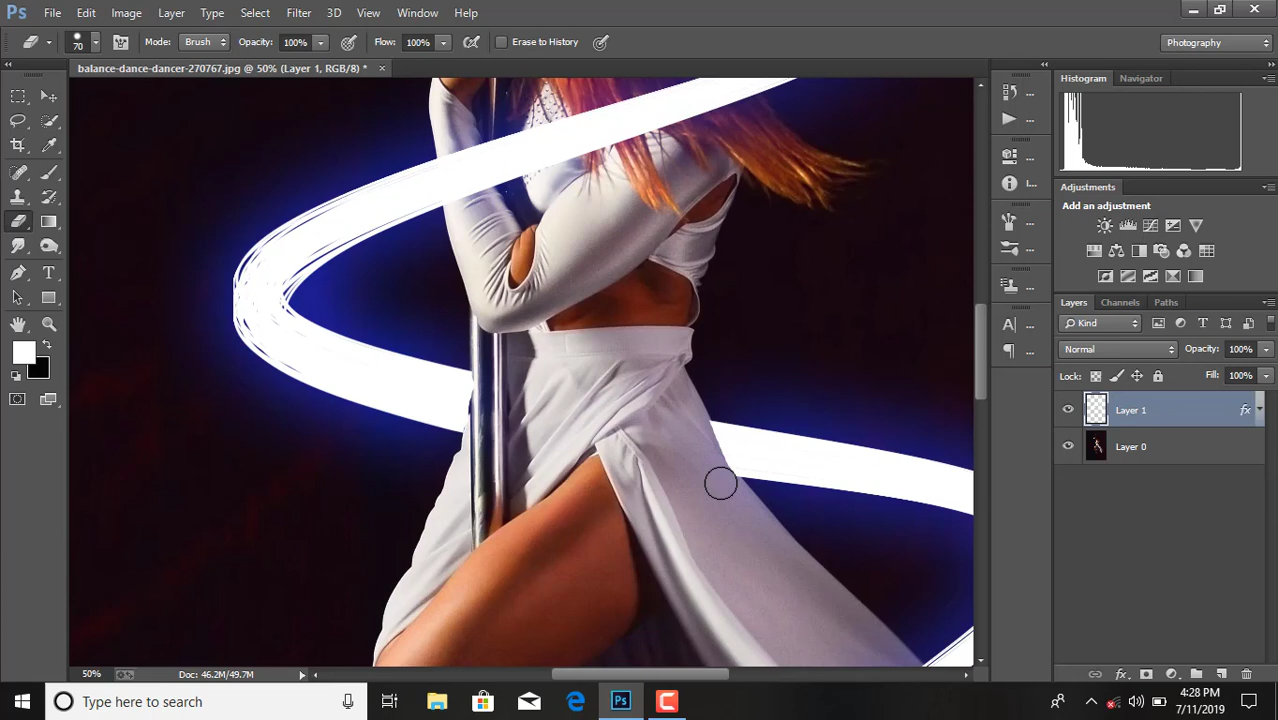 Ps File Edit Image Layer Type Select Filter 3D View Window Help
70 Mode: Brush Opacity: 100% Flow: 100% Erase to History Photography
balance-dance-dancer-270767.jpg @ 50% (Layer 1, RGB/8) *
Histogram Navigator
Adjustments
Add an adjustment
Layers Channels Paths
Kind
Normal Opacity: 100%
Lock: Fill: 100%
Layer 1 fx
Layer 0
50% Doc: 46.2M/49.7M
Type here to search
4:28 PM
7/11/2019